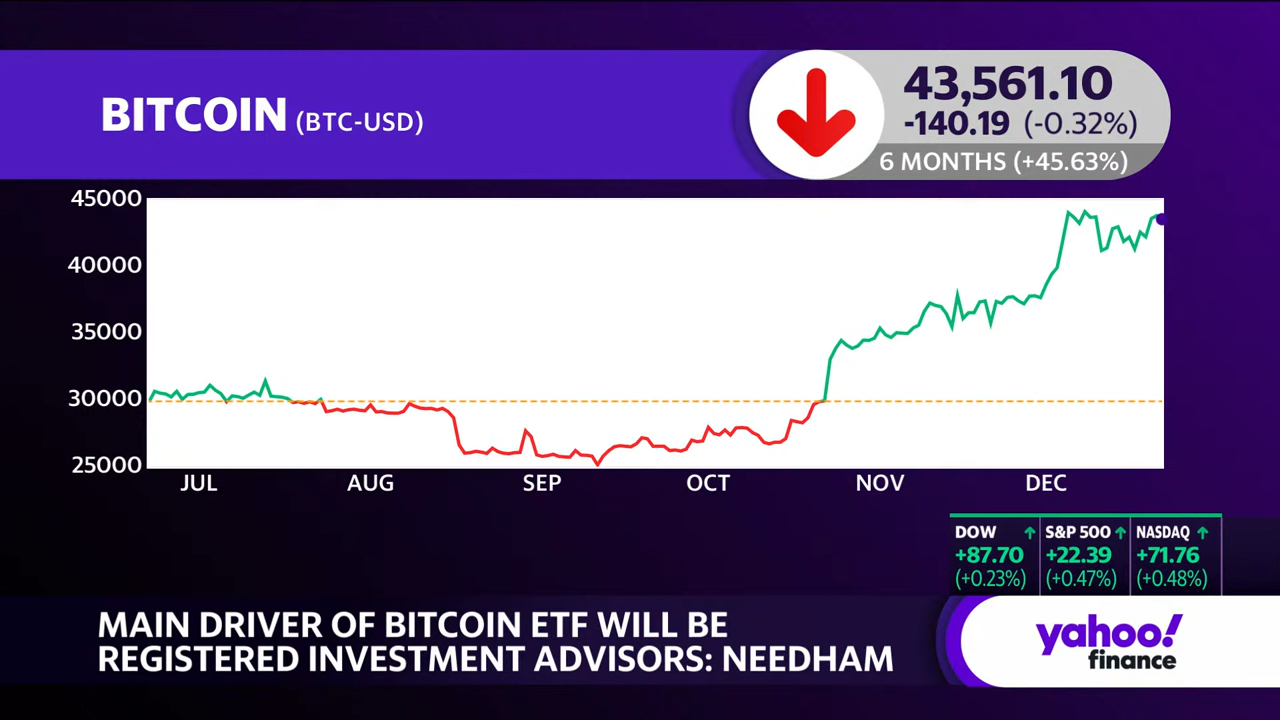 BITCOIN (BTC-USD)
43,561.10
-140.19 (-0.32%)
6 MONTHS (+45.63%)
45000
40000
35000
30000
25000
JUL AUG SEP OCT NOV DEC
DOW S&P 500 NASDAQ
+87.70 +22.39 +71.76
(+0.23%) (+0.47%) (+0.48%)
MAIN DRIVER OF BITCOIN ETF WILL BE
REGISTERED INVESTMENT ADVISORS: NEEDHAM
yahoo!
finance